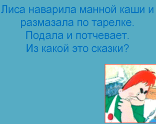 Лиса наварила манной каши и
размазала по тарелке.
Подала и потчевает.
Из какой это сказки?